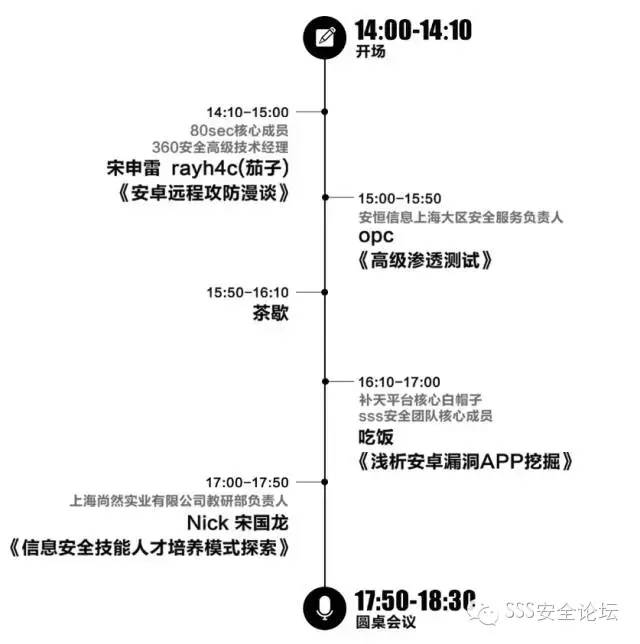 14:00-14:10
开场
14:10-15:00
80sec核心成员
360安全高级技术经理
宋申雷 rayh4c(茄子)
《安卓远程攻防漫谈》
15:00-15:50
安恒信息上海大区安全服务负责人
opc
《高级渗透测试》
15:50-16:10
茶歇
16:10-17:00
补天平台核心白帽子
sss安全团队核心成员
吃饭
《浅析安卓漏洞APP挖掘》
17:00-17:50
上海尚然实业有限公司教研部负责人
Nick 宋国龙
《信息安全技能人才培养模式探索》
17:50-18:30
圆桌会议
SSS安全论坛